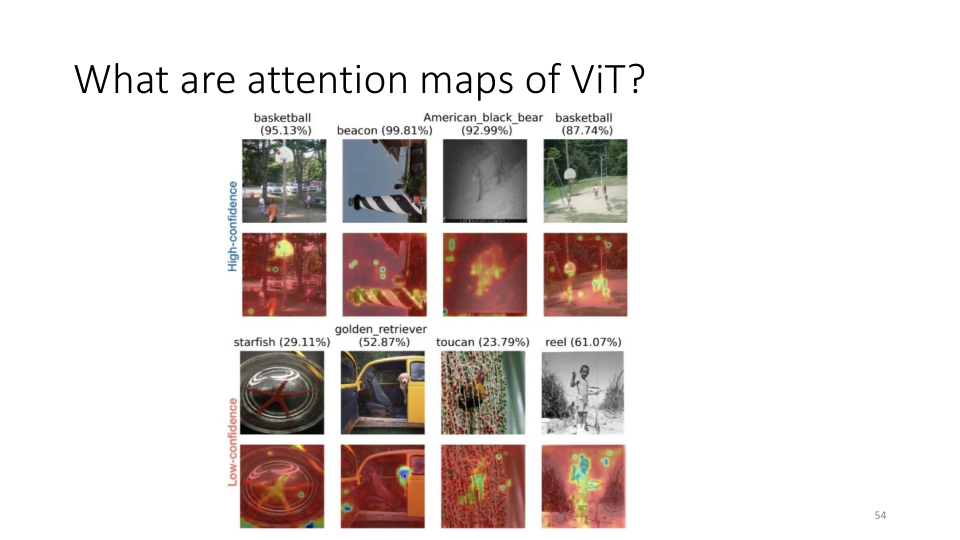 What are attention maps of ViT?
basketball
(95.13%)
beacon (99.81%)
American_black_bear
(92.99%)
basketball
(87.74%)
High-confidence
starfish (29.11%)
golden_retriever
(52.87%)
toucan (23.79%)
reel (61.07%)
Low-confidence
54